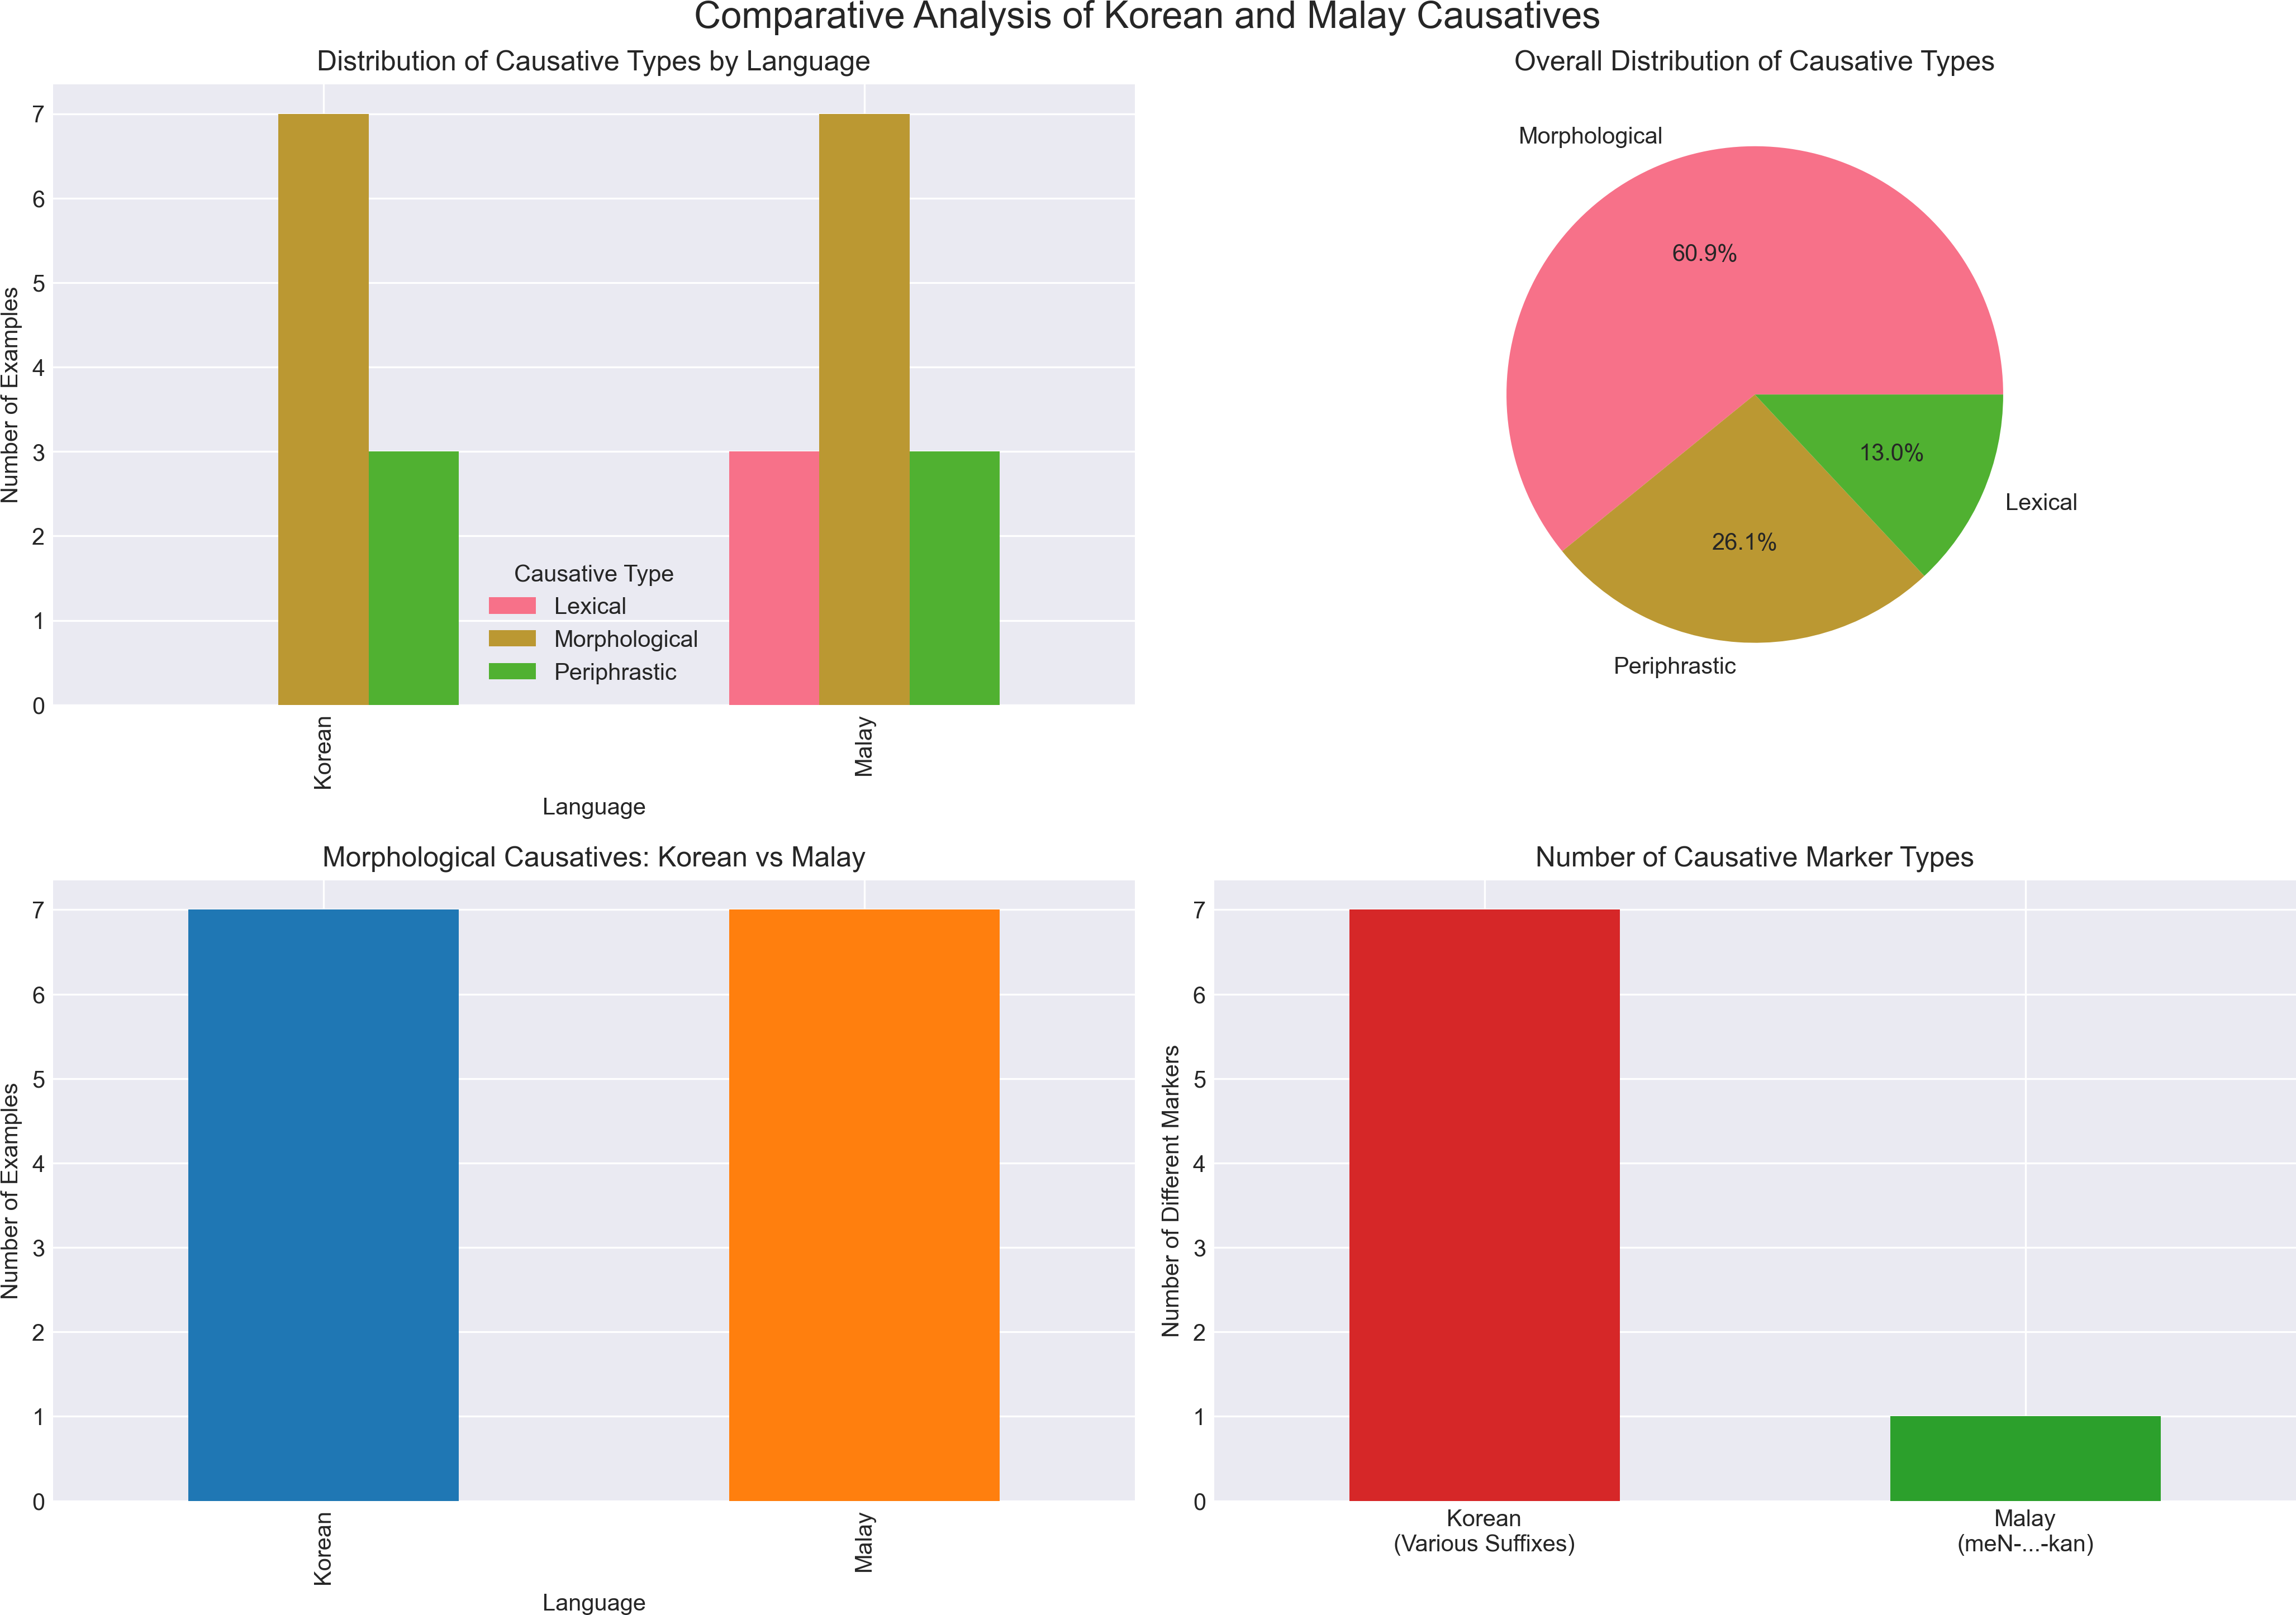 Comparative Analysis of Korean and Malay Causatives
Distribution of Causative Types by Language
Number of Examples
7
6
5
4
3
2
1
0
Causative Type
Lexical
Morphological
Periphrastic
Korean
Malay
Language
Overall Distribution of Causative Types
Morphological
60.9%
13.0%
Lexical
26.1%
Periphrastic
Morphological Causatives: Korean vs Malay
Number of Examples
7
6
5
4
3
2
1
0
Korean
Malay
Language
Number of Causative Marker Types
Number of Different Markers
7
6
5
4
3
2
1
0
Korean
(Various Suffixes)
Malay
(meN-...-kan)